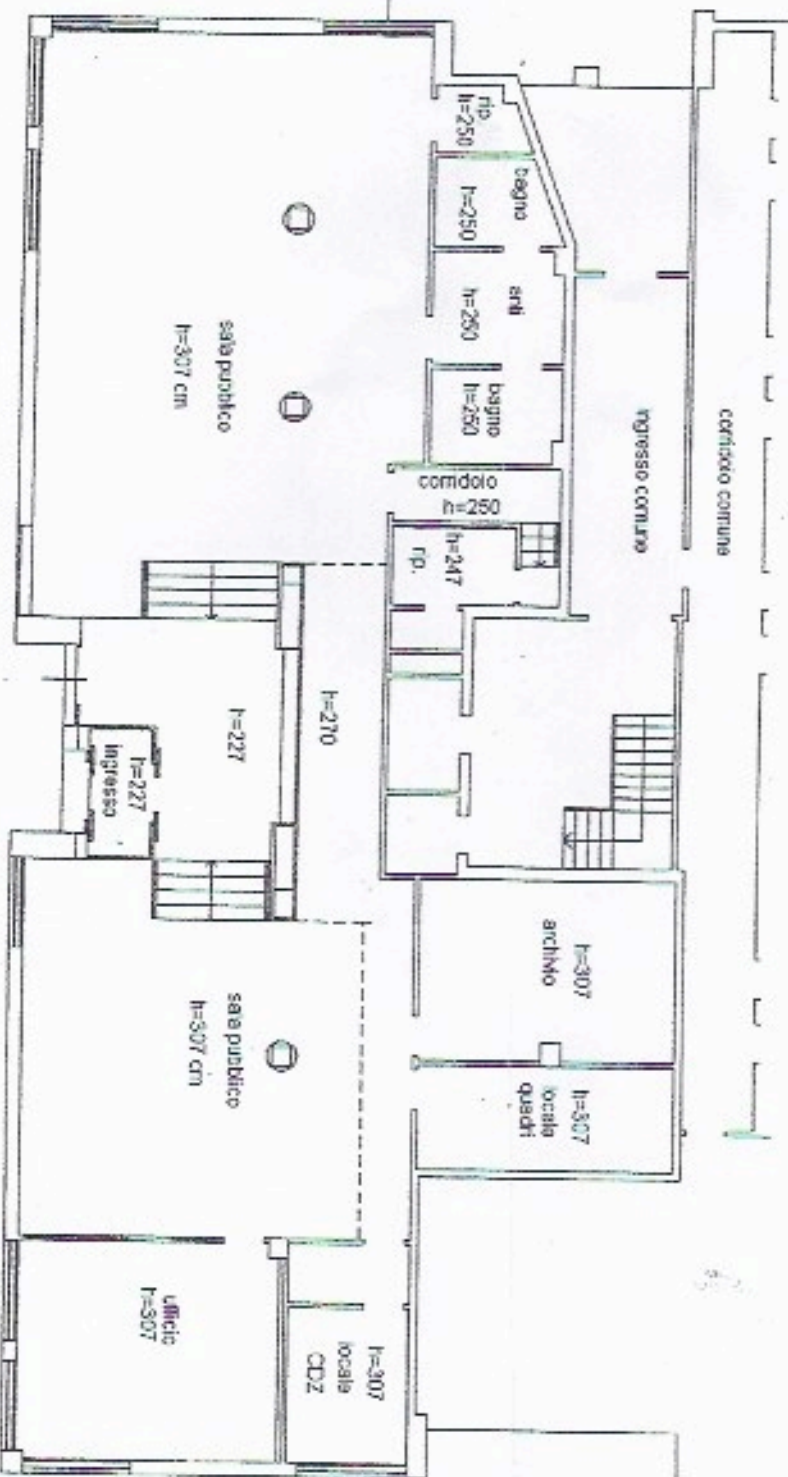 rip
h=250
bagno
h=250
anti
h=250
bagno
h=250
corridoio
h=250
h=247
rip.
ingresso comune
corridoio comune
sala pubblico
h=307 cm
h=270
h=227
h=227
ingresso
h=307
archivio
h=307
locale
quadri
sala pubblico
h=307 cm
ufficio
h=307
h=307
locale
CDZ